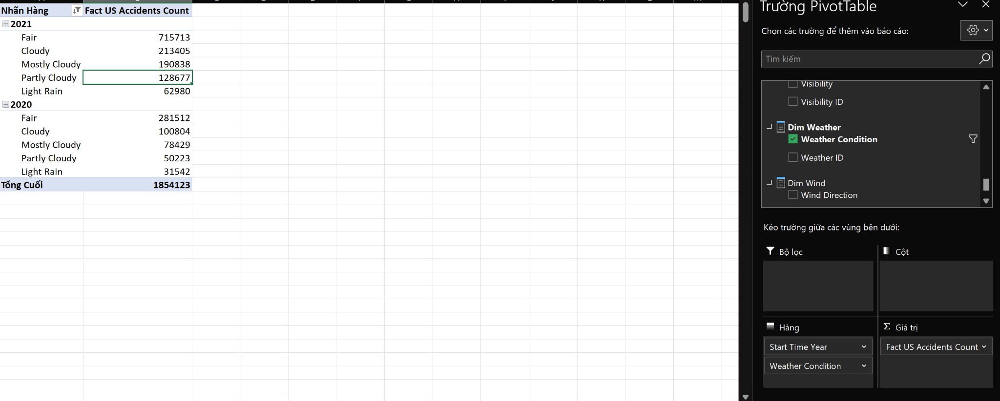 Nhãn Hàng Fact US Accidents Count
2021
Fair 715713
Cloudy 213405
Mostly Cloudy 190838
Partly Cloudy 128677
Light Rain 62980
2020
Fair 281512
Cloudy 100804
Mostly Cloudy 78429
Partly Cloudy 50223
Light Rain 31542
Tổng Cuối 1854123
Trường PivotTable
Chọn các trường để thêm vào báo cáo:
Tìm kiếm
Visibility
Visibility ID
Dim Weather
Weather Condition
Weather ID
Dim Wind
Wind Direction
Kéo trường giữa các vùng bên dưới:
Bộ lọc
Cột
Hàng
Start Time Year
Weather Condition
Σ Giá trị
Fact US Accidents Count